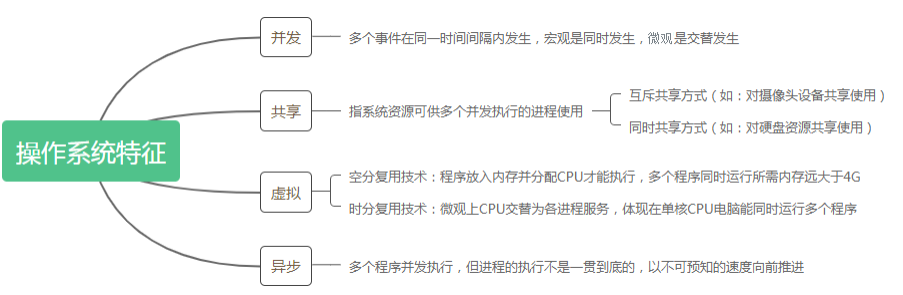 操作系统特征
并发
多个事件在同一时间间隔内发生，宏观是同时发生，微观是交替发生
共享
指系统资源可供多个并发执行的进程使用
互斥共享方式（如：对摄像头设备共享使用）
同时共享方式（如：对硬盘资源共享使用）
虚拟
空分复用技术：程序放入内存并分配CPU才能执行，多个程序同时运行所需内存远大于4G
时分复用技术：微观上CPU交替为各进程服务，体现在单核CPU电脑能同时运行多个程序
异步
多个程序并发执行，但进程的执行不是一贯到底的，以不可预知的速度向前推进